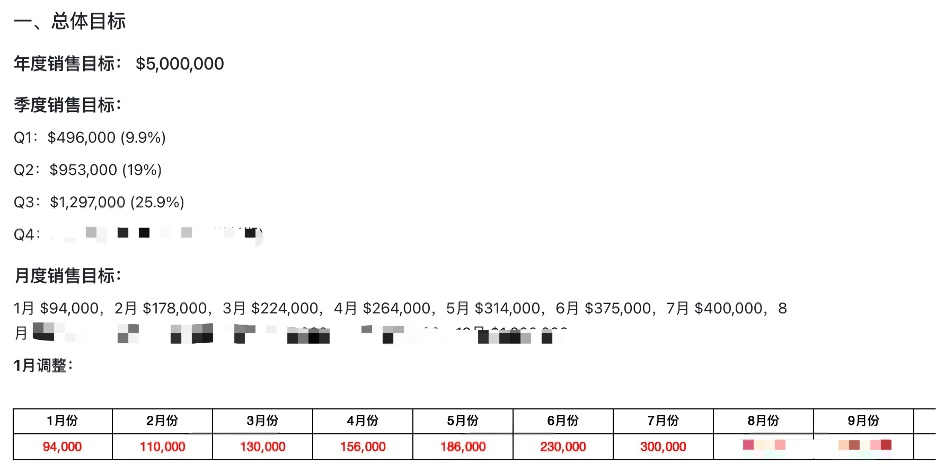 一、总体目标
年度销售目标： $5,000,000
季度销售目标：
Q1：$496,000 (9.9%)
Q2：$953,000 (19%)
Q3：$1,297,000 (25.9%)
Q4：
月度销售目标：
1月 $94,000，2月 $178,000，3月 $224,000，4月 $264,000，5月 $314,000，6月 $375,000，7月 $400,000，8
月
1月调整：
1月份 2月份 3月份 4月份 5月份 6月份 7月份 8月份 9月份
94,000 110,000 130,000 156,000 186,000 230,000 300,000